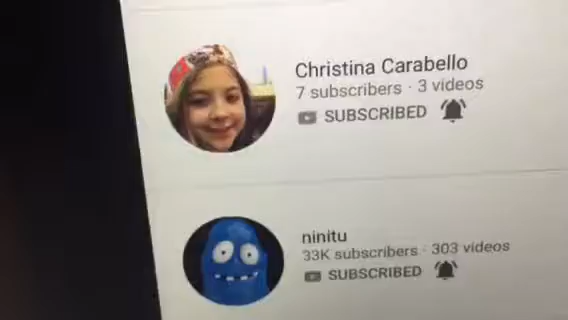 Christina Carabello
7 subscribers · 3 videos
SUBSCRIBED
ninitu
33K subscribers · 303 videos
SUBSCRIBED